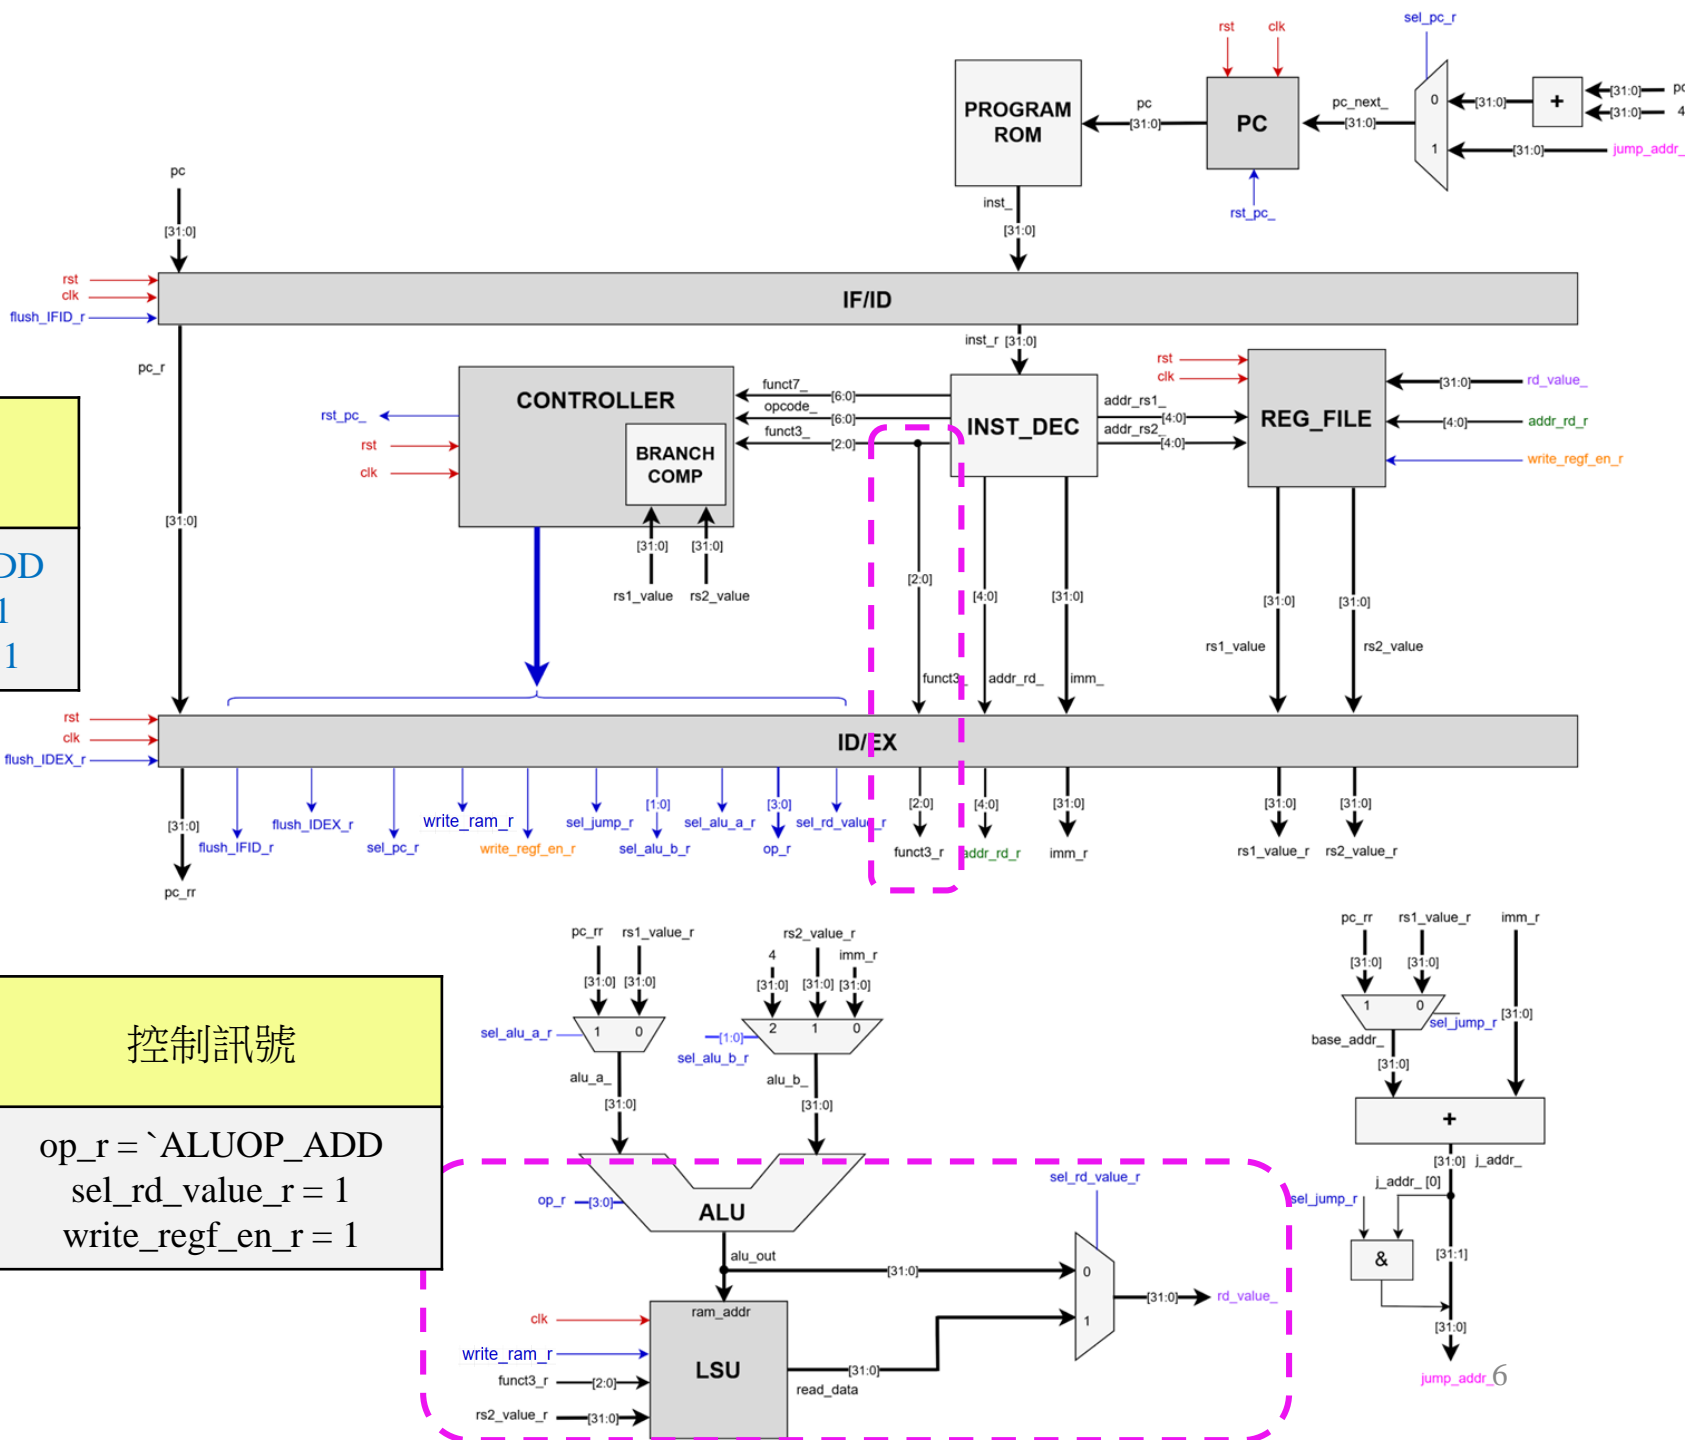 sel_pc_r
rst
clk
PROGRAM
ROM
pc
[31:0]
PC
pc_next_
[31:0]
0
1
[31:0]
+
[31:0]
[31:0]
4
[31:0]
jump_addr_
rst_pc_
inst_
[31:0]
pc
[31:0]
rst
clk
flush_IFID_r
IF/ID
pc_r
[31:0]
inst_r
[31:0]
CONTROLLER
BRANCH
COMP
rst_pc_
rst
clk
funct7_
[6:0]
opcode_
[6:0]
funct3_
[2:0]
INST_DEC
addr_rs1_
[4:0]
addr_rs2_
[4:0]
rst
clk
REG_FILE
[31:0]
rd_value_
[4:0]
addr_rd_r
write_regf_en_r
[31:0]
[31:0]
rs1_value
rs2_value
DD
1
1
[2:0]
[4:0]
[31:0]
[31:0]
[31:0]
rs1_value
rs2_value
funct3_
addr_rd_
imm_
rst
clk
flush_IDEX_r
ID/EX
[31:0]
pc_rr
flush_IFID_r
flush_IDEX_r
sel_pc_r
write_ram_r
write_regf_en_r
sel_jump_r
[1:0]
sel_alu_b_r
sel_alu_a_r
[3:0]
op_r
sel_rd_value_r
[2:0]
funct3_r
[4:0]
addr_rd_r
[31:0]
imm_r
[31:0]
rs1_value_r
[31:0]
rs2_value_r
控制訊號
op_r = `ALUOP_ADD
sel_rd_value_r = 1
write_regf_en_r = 1
pc_rr
rs1_value_r
[31:0]
[31:0]
sel_alu_a_r
1
0
alu_a_
[31:0]
rs2_value_r
4
imm_r
[31:0]
[31:0]
[31:0]
[1:0]
sel_alu_b_r
2
1
0
alu_b_
[31:0]
op_r
[3:0]
ALU
alu_out
[31:0]
sel_rd_value_r
0
1
[31:0]
rd_value_
clk
write_ram_r
funct3_r
[2:0]
rs2_value_r
[31:0]
ram_addr
LSU
[31:0]
read_data
pc_rr
rs1_value_r
imm_r
[31:0]
[31:0]
1
0
sel_jump_r
[31:0]
base_addr_
[31:0]
+
[31:0]
j_addr_
j_addr_ [0]
sel_jump_r
&
[31:1]
[31:0]
jump_addr_
6